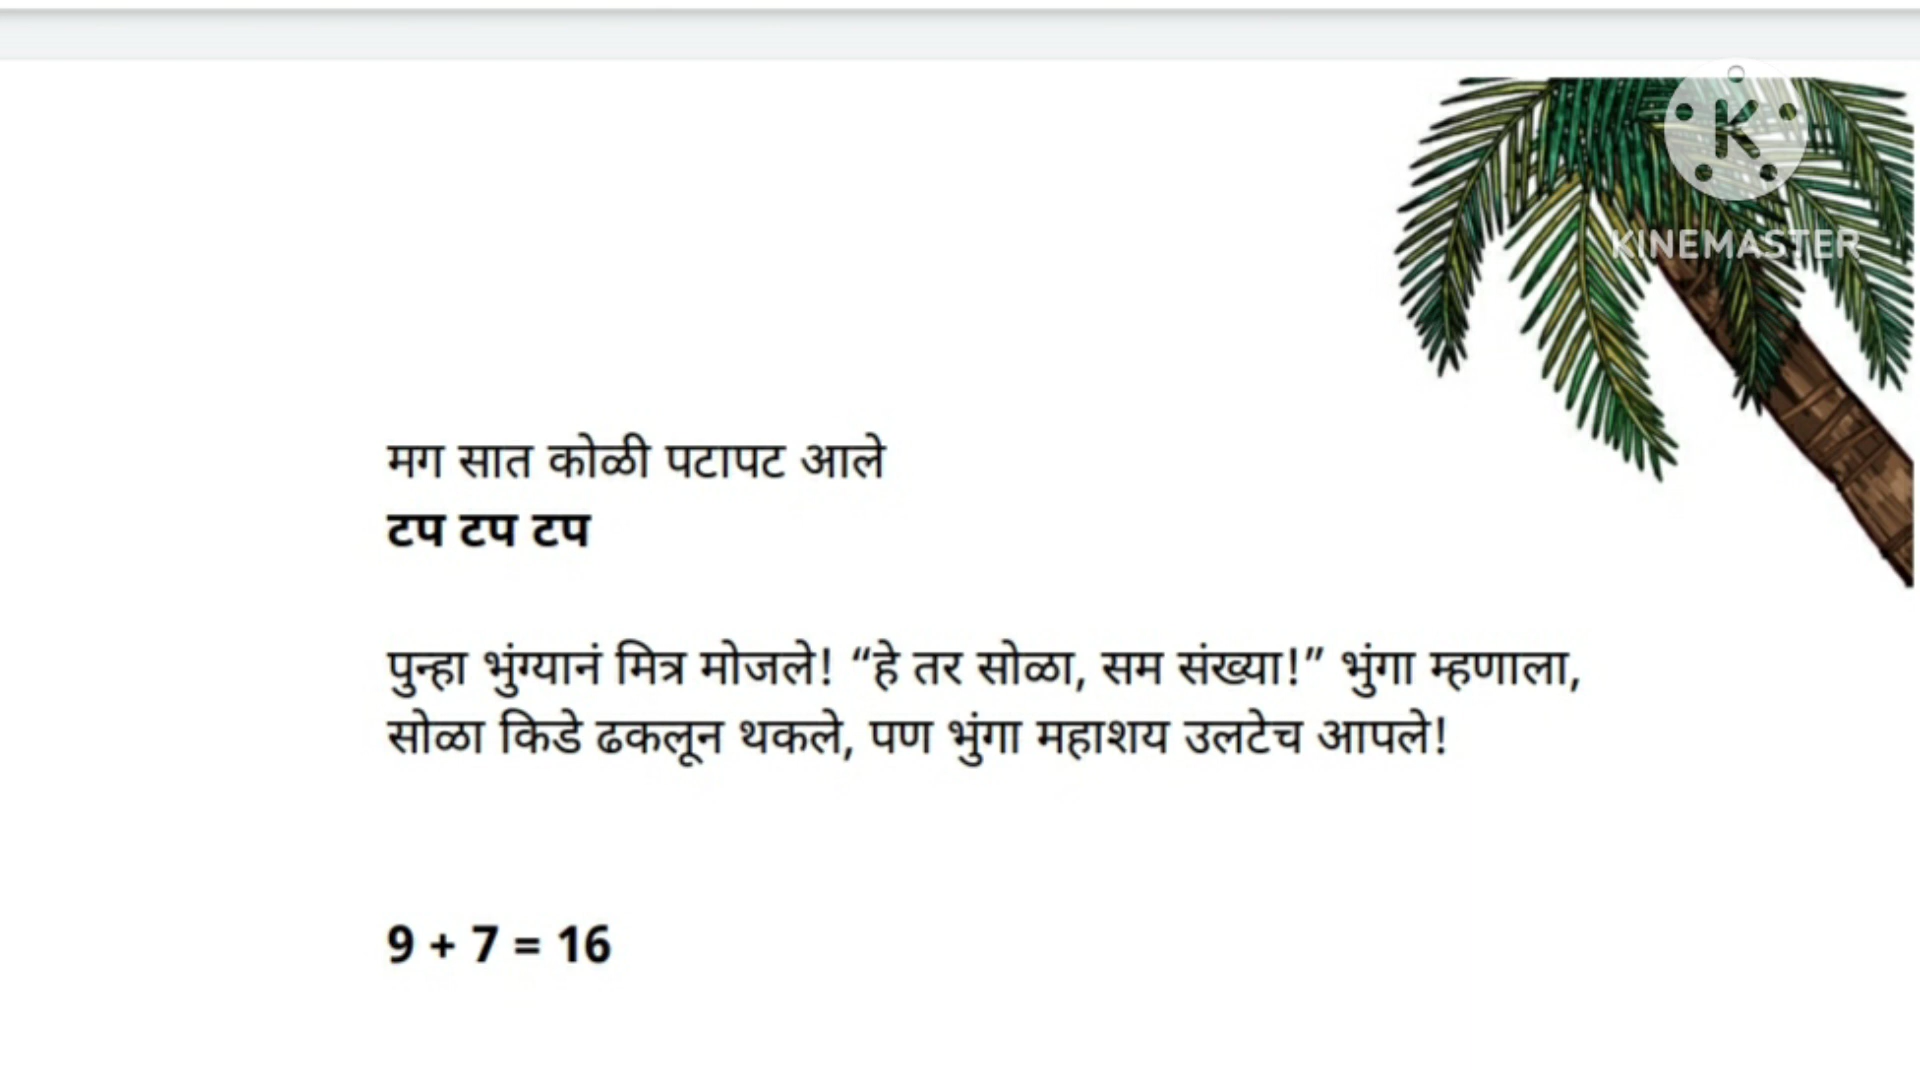 KINEMASTER
मग सात कोळी पटापट आले
टप टप टप
पुन्हा भुंग्यानं मित्र मोजले! “हे तर सोळा, सम संख्या!” भुंगा म्हणाला,
सोळा किडे ढकलून थकले, पण भुंगा महाशय उलटेच आपले!
9 + 7 = 16